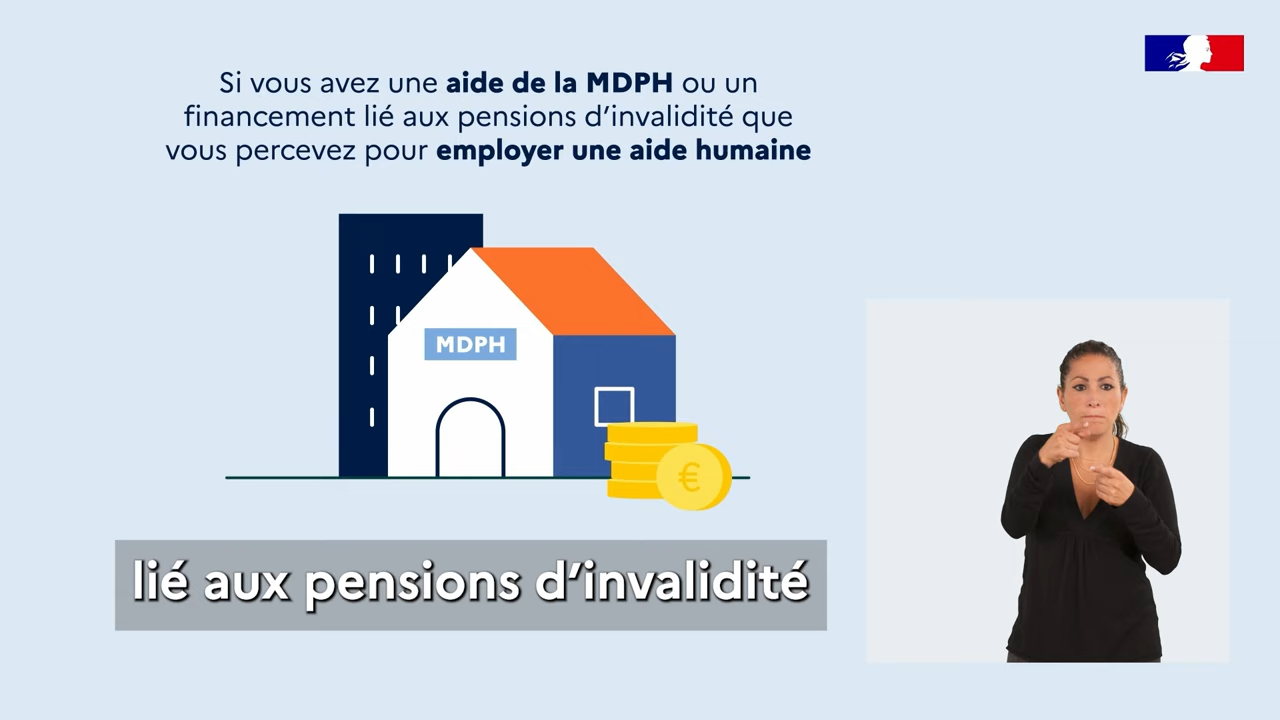 Si vous avez une aide de la MDPH ou un
financement lié aux pensions d’invalidité que
vous percevez pour employer une aide humaine
MDPH
€
lié aux pensions d’invalidité